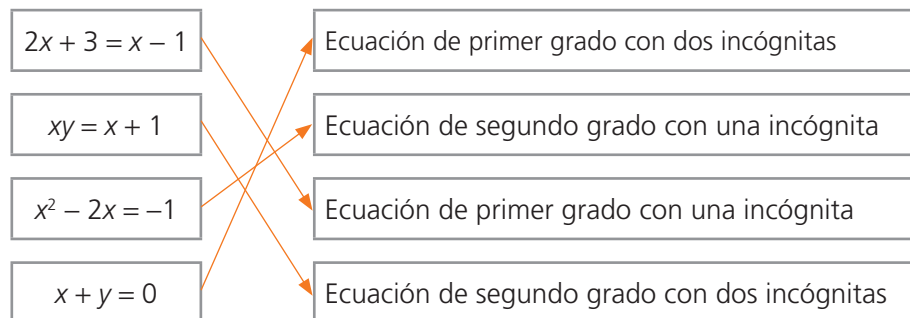 2x + 3 = x − 1 Ecuación de primer grado con dos incógnitas
xy = x + 1 Ecuación de segundo grado con una incógnita
x² − 2x = −1 Ecuación de primer grado con una incógnita
x + y = 0 Ecuación de segundo grado con dos incógnitas